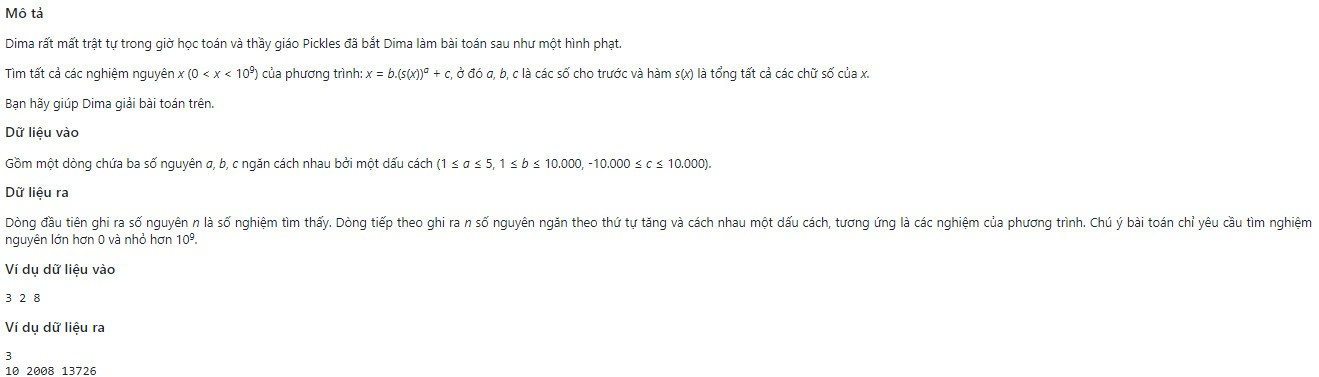 Mô tả
Dima rất mất trật tự trong giờ học toán và thầy giáo Pickles đã bắt Dima làm bài toán sau như một hình phạt.
Tìm tất cả các nghiệm nguyên x (0 < x < 10⁹) của phương trình: x = b.(s(x))ᵃ + c, ở đó a, b, c là các số cho trước và hàm s(x) là tổng tất cả các chữ số của x.
Bạn hãy giúp Dima giải bài toán trên.
Dữ liệu vào
Gồm một dòng chứa ba số nguyên a, b, c ngăn cách nhau bởi một dấu cách (1 ≤ a ≤ 5, 1 ≤ b ≤ 10.000, -10.000 ≤ c ≤ 10.000).
Dữ liệu ra
Dòng đầu tiên ghi ra số nguyên n là số nghiệm tìm thấy. Dòng tiếp theo ghi ra n số nguyên ngăn theo thứ tự tăng và cách nhau một dấu cách, tương ứng là các nghiệm của phương trình. Chú ý bài toán chỉ yêu cầu tìm nghiệm
nguyên lớn hơn 0 và nhỏ hơn 10⁹.
Ví dụ dữ liệu vào
3 2 8
Ví dụ dữ liệu ra
3
10 2008 13726